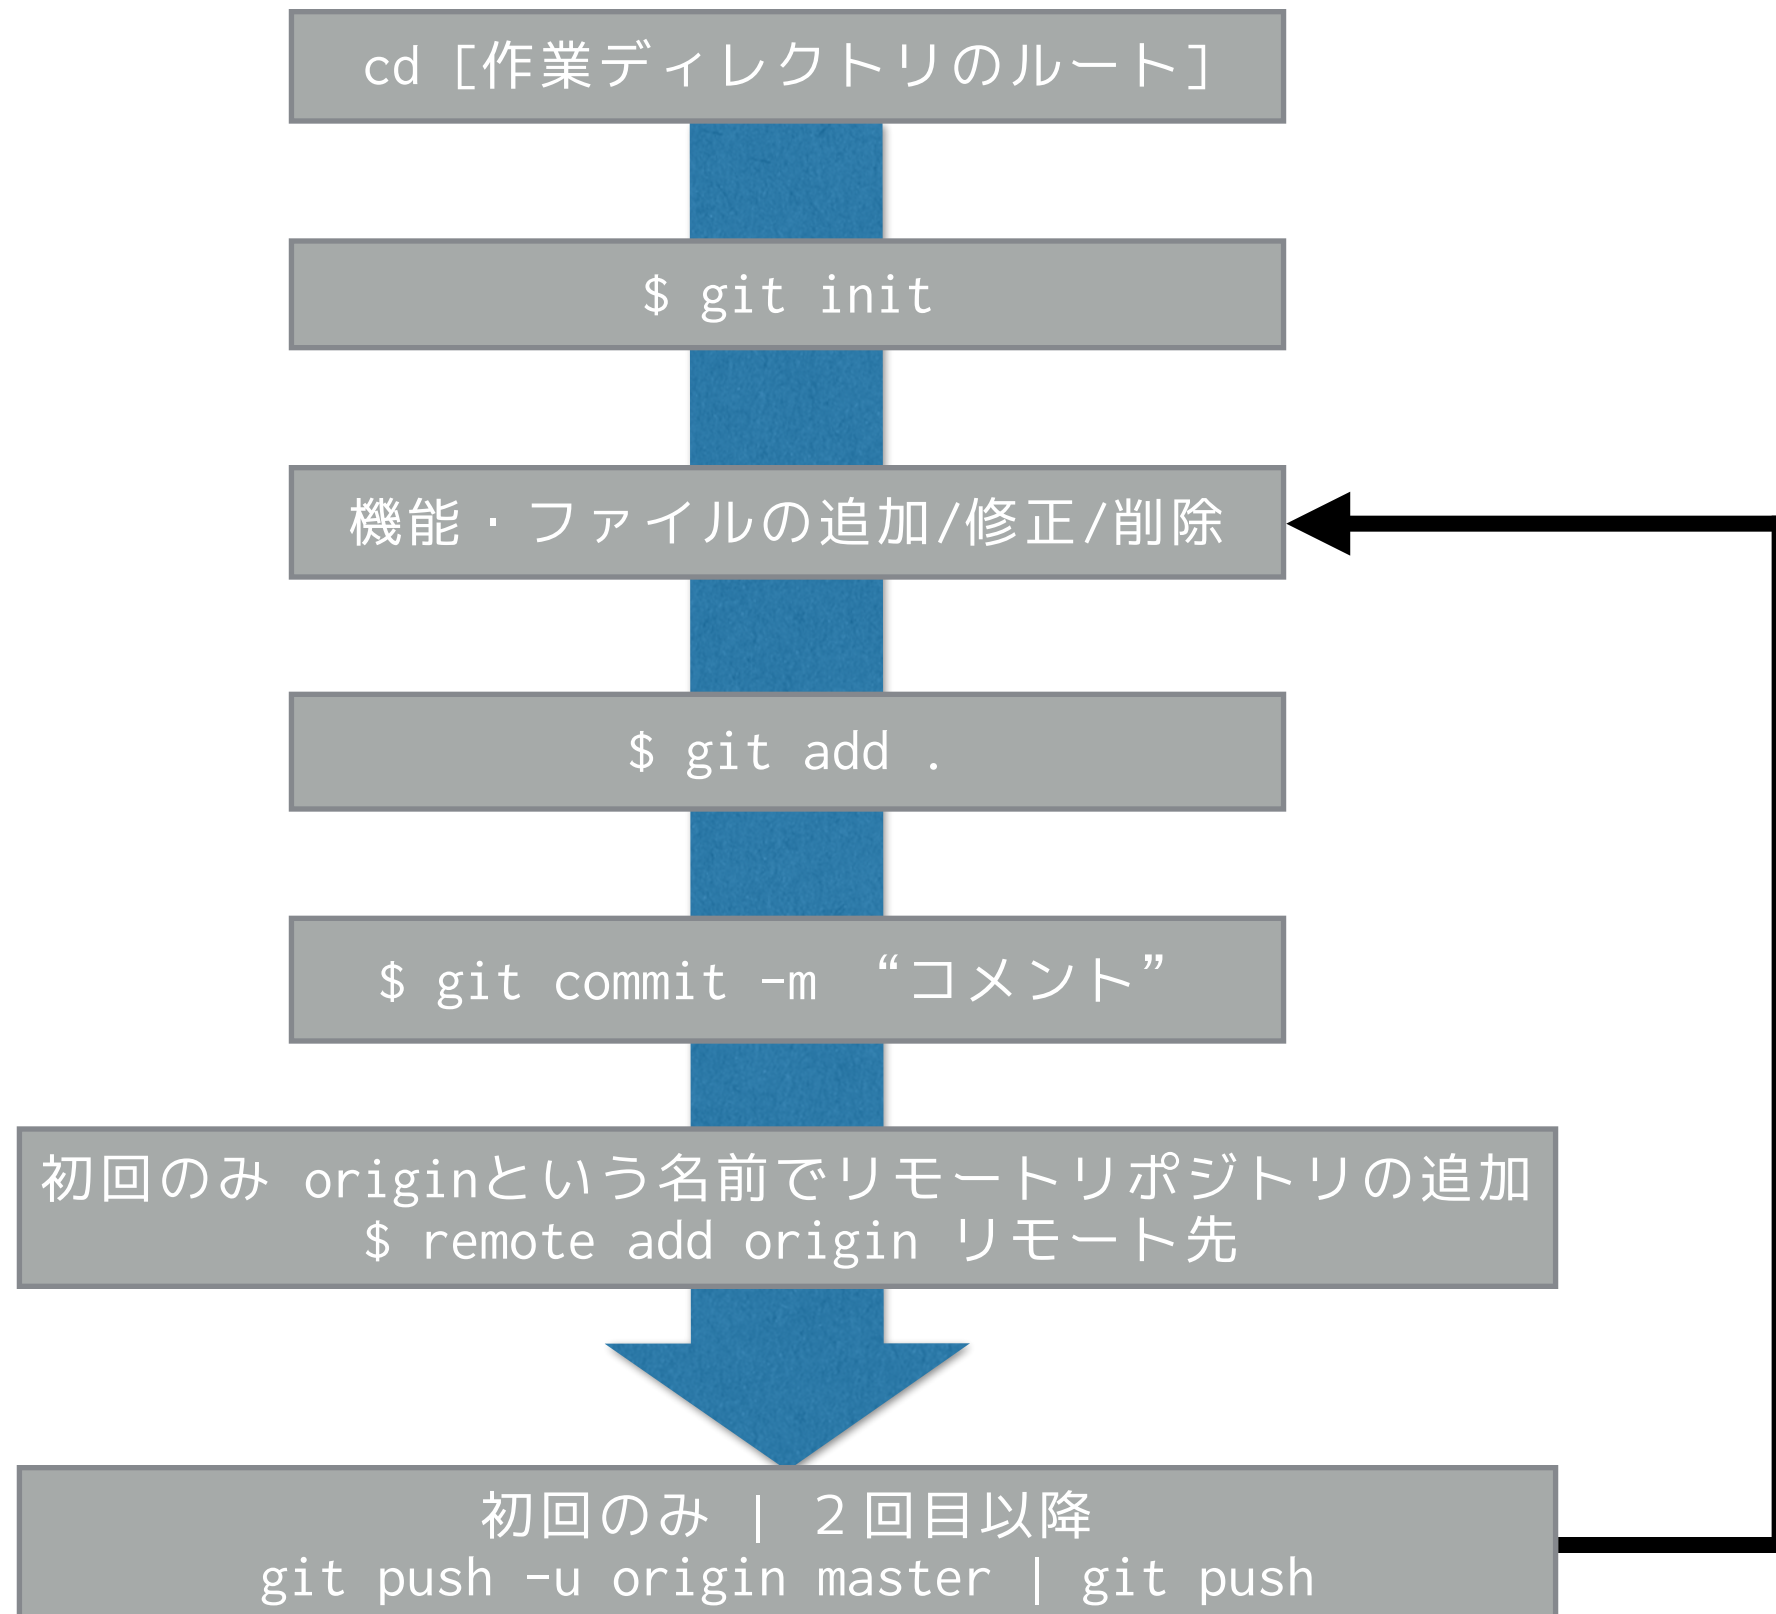 cd [作業ディレクトリのルート]
$ git init
機能・ファイルの追加/修正/削除
$ git add .
$ git commit -m “コメント”
初回のみ originという名前でリモートリポジトリの追加
$ remote add origin リモート先
初回のみ | ２回目以降
git push -u origin master | git push